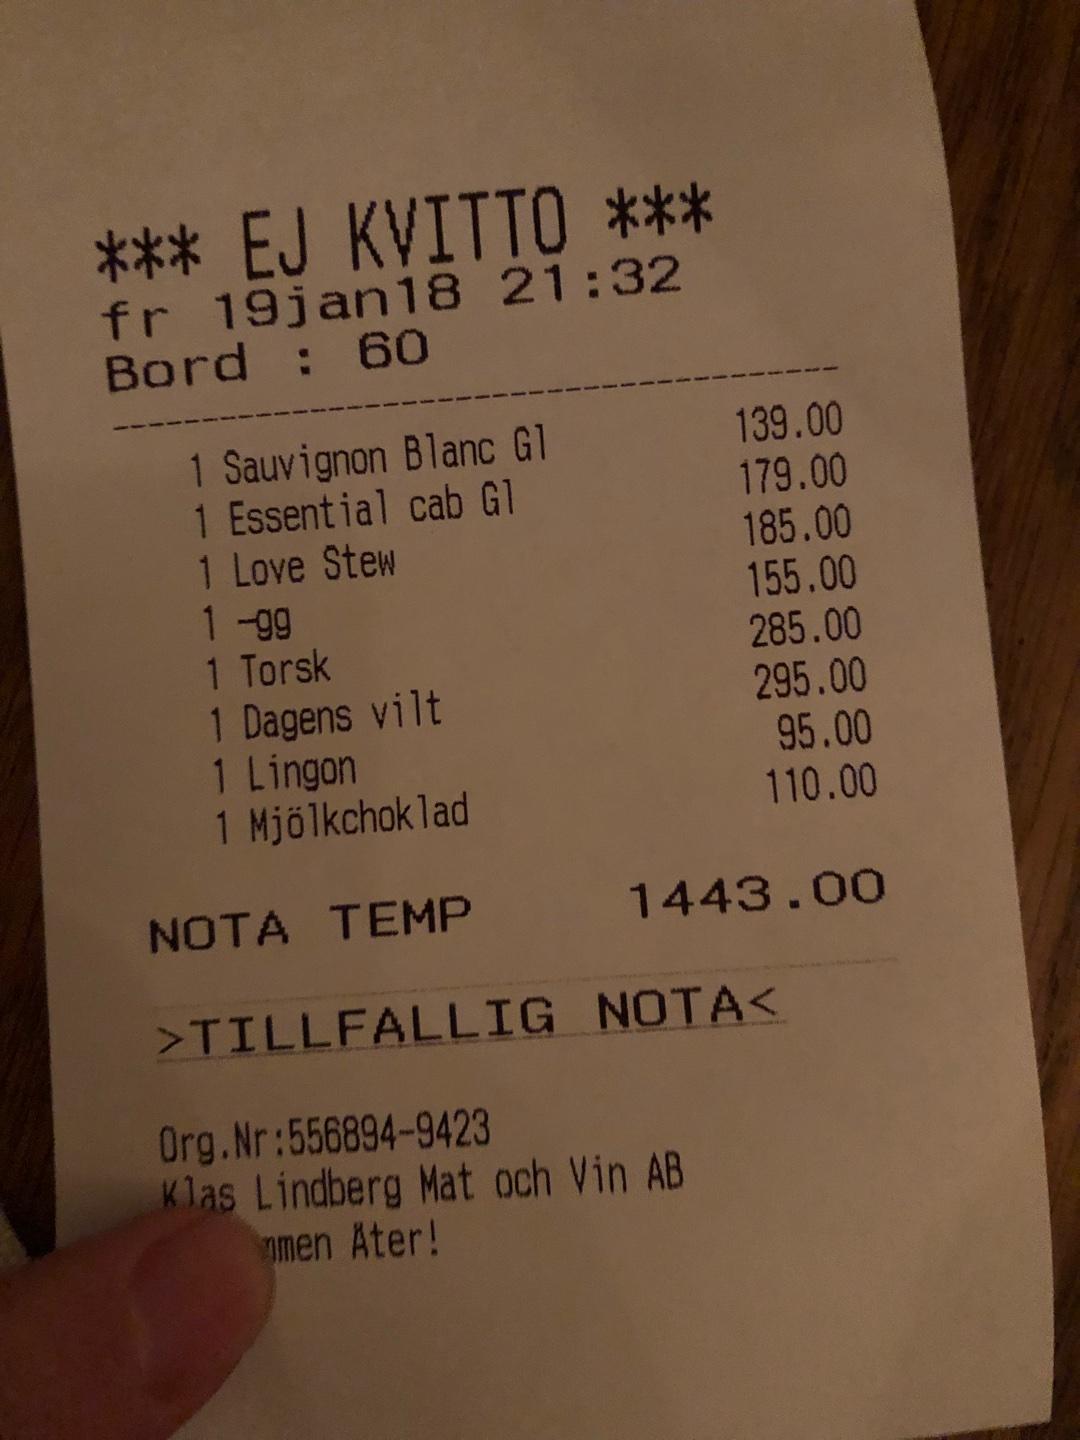 *** EJ KVITTO ***
fr 19jan18 21:32
Bord : 60
1 Sauvignon Blanc Gl 139.00
1 Essential cab Gl 179.00
1 Love Stew 185.00
1 -gg 155.00
1 Torsk 285.00
1 Dagens vilt 295.00
1 Lingon 95.00
1 Mjölkchoklad 110.00
NOTA TEMP 1443.00
>TILLFALLIG NOTA<
Org.Nr:556894-9423
Klas Lindberg Mat och Vin AB
Äter!